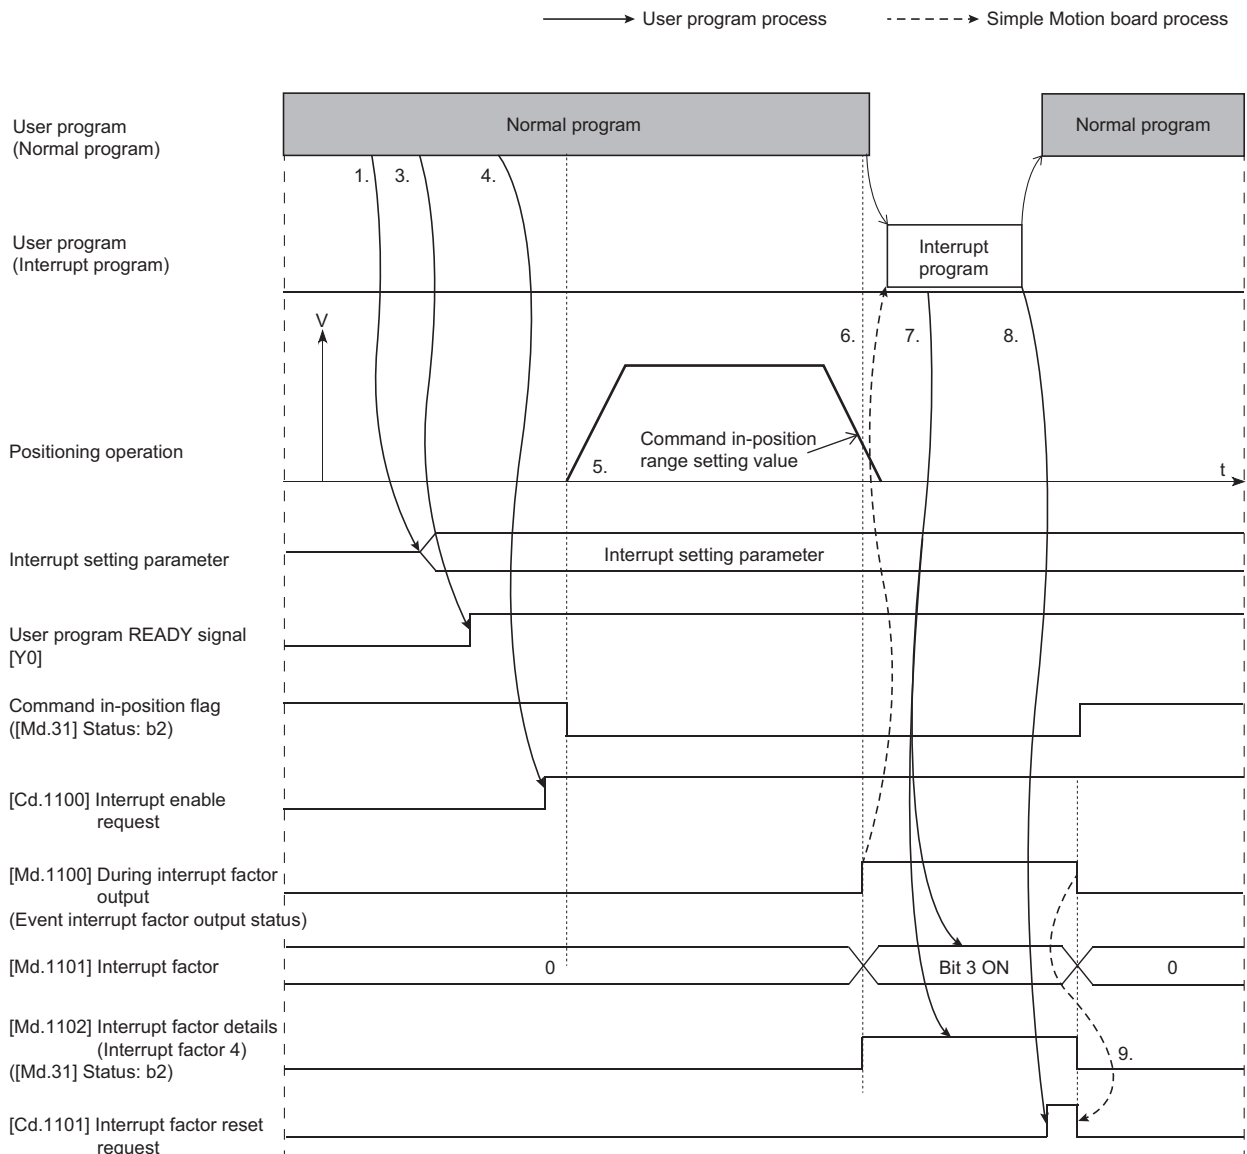 User program process
Simple Motion board process
User program
(Normal program)
Normal program
Normal program
1.
3.
4.
User program
(Interrupt program)
Interrupt
program
V
6.
7.
8.
Positioning operation
Command in-position
range setting value
5.
t
Interrupt setting parameter
Interrupt setting parameter
User program READY signal
[Y0]
Command in-position flag
([Md.31] Status: b2)
[Cd.1100] Interrupt enable
request
[Md.1100] During interrupt factor
output
(Event interrupt factor output status)
[Md.1101] Interrupt factor
0
Bit 3 ON
0
[Md.1102] Interrupt factor details
(Interrupt factor 4)
([Md.31] Status: b2)
9.
[Cd.1101] Interrupt factor reset
request